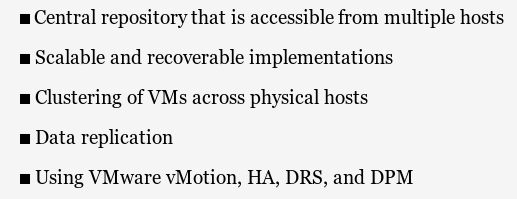 ■ Central repository that is accessible from multiple hosts
■ Scalable and recoverable implementations
■ Clustering of VMs across physical hosts
■ Data replication
■ Using VMware vMotion, HA, DRS, and DPM